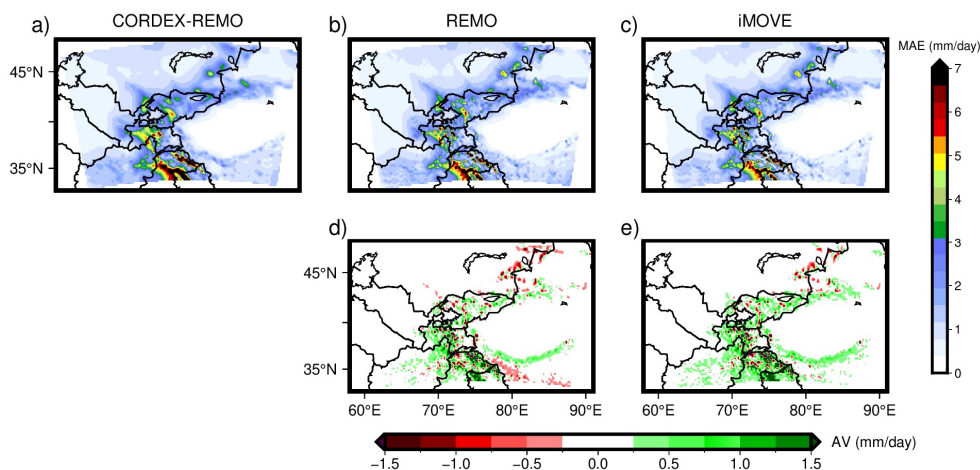 CORDEX-REMO
REMO
iMOVE
a)
b)
c)
MAE (mm/day)
45°N
35°N
7
6
5
4
3
2
1
0
d)
e)
45°N
35°N
60°E 70°E 80°E 90°E
60°E 70°E 80°E 90°E
AV (mm/day)
−1.5 −1.0 −0.5 0.0 0.5 1.0 1.5